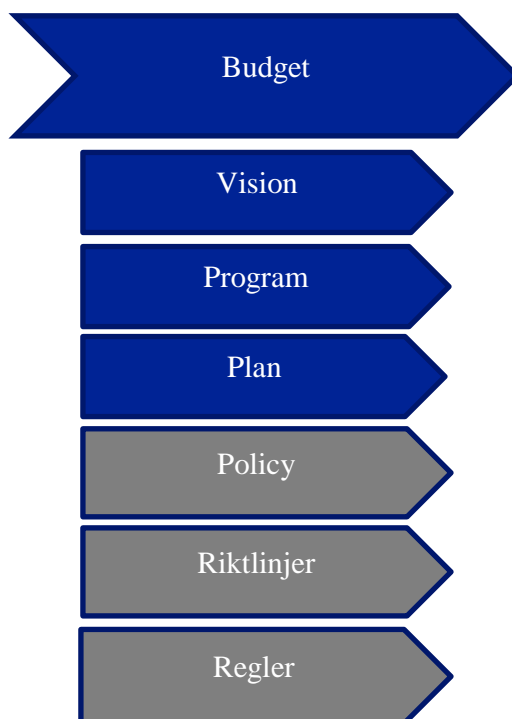 Budget
Vision
Program
Plan
Policy
Riktlinjer
Regler